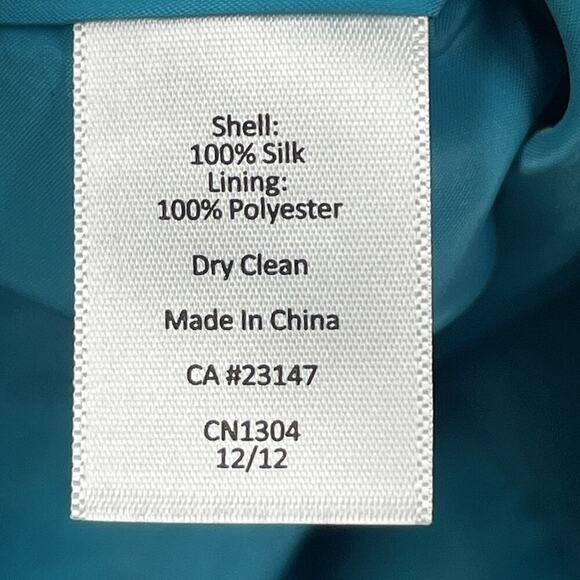 Shell:
100% Silk
Lining:
100% Polyester
Dry Clean
Made In China
CA #23147
CN1304
12/12